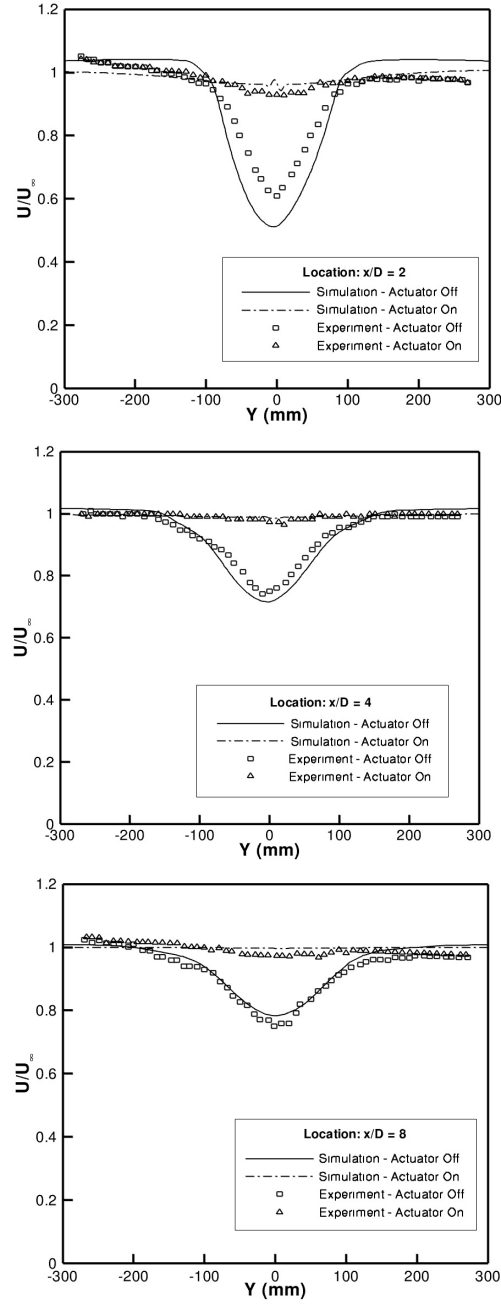 1.2
1
0.8
0.6
0.4
0.2
0
U/U∞
Location: x/D = 2
Simulation - Actuator Off
Simulation - Actuator On
Experiment - Actuator Off
Experiment - Actuator On
-300 -200 -100 0 100 200 300
Y (mm)
1.2
1
0.8
0.6
0.4
0.2
0
U/U∞
Location: x/D = 4
Simulation - Actuator Off
Simulation - Actuator On
Experiment - Actuator Off
Experiment - Actuator On
-300 -200 -100 0 100 200 300
Y (mm)
1.2
1
0.8
0.6
0.4
0.2
0
U/U∞
Location: x/D = 8
Simulation - Actuator Off
Simulation - Actuator On
Experiment - Actuator Off
Experiment - Actuator On
-300 -200 -100 0 100 200 300
Y (mm)